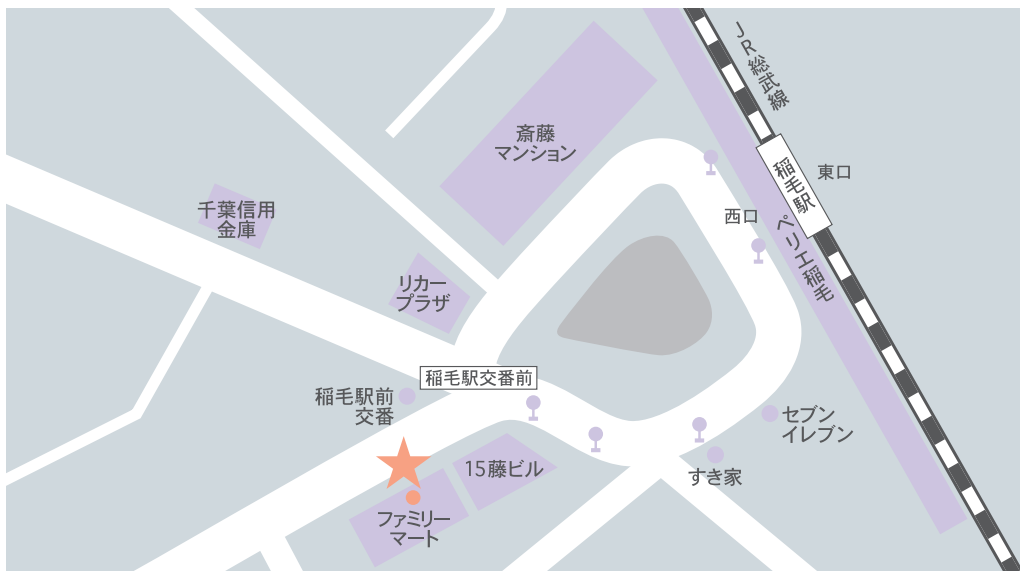 JR総武線
斎藤
マンション
稲毛駅
東口
千葉信用
金庫
西口
ペリエ稲毛
リカー
プラザ
稲毛駅交番前
稲毛駅前
交番
セブン
イレブン
15藤ビル
すき家
ファミリー
マート